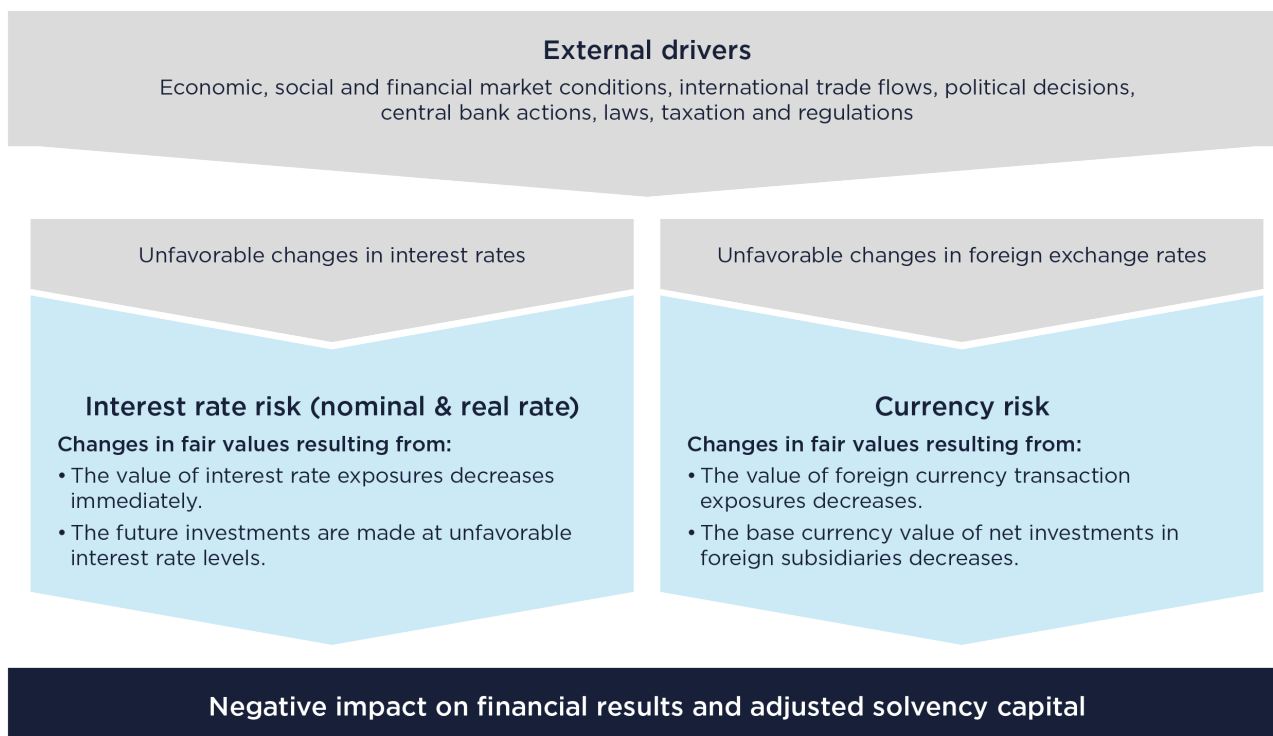 External drivers
Economic, social and financial market conditions, international trade flows, political decisions,
central bank actions, laws, taxation and regulations
Unfavorable changes in interest rates
Unfavorable changes in foreign exchange rates
Interest rate risk (nominal & real rate)
Changes in fair values resulting from:
• The value of interest rate exposures decreases
immediately.
• The future investments are made at unfavorable
interest rate levels.
Currency risk
Changes in fair values resulting from:
• The value of foreign currency transaction
exposures decreases.
• The base currency value of net investments in
foreign subsidiaries decreases.
Negative impact on financial results and adjusted solvency capital